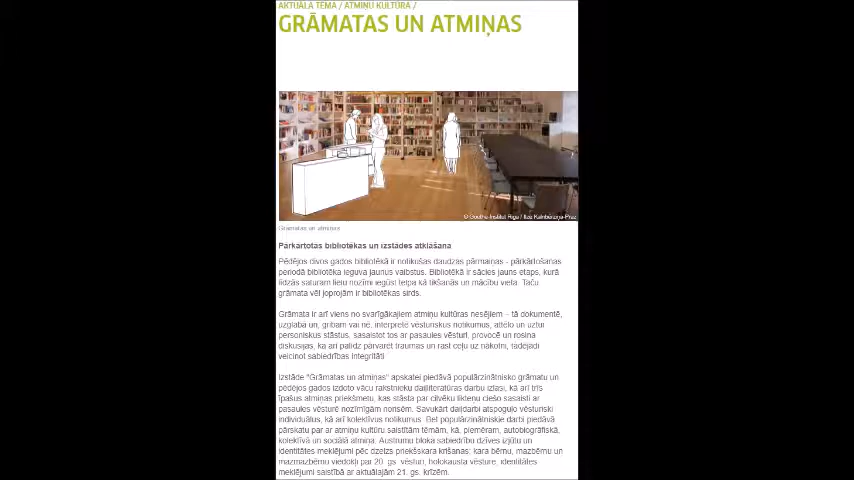 AKTUĀLĀ TĒMA / ATMIŅU KULTŪRA /
GRĀMATAS UN ATMIŅAS
© Goethe-Institut Riga / Ilze Kalnbērziņa-Prāz
Grāmatas un atmiņas
Pārkārtotās bibliotēkas un izstādes atklāšana
Pēdējos divos gados bibliotēkā ir notikušas daudzas pārmaiņas - pārkārtošanas
periodā bibliotēka ieguva jaunus vaibstus. Bibliotēkā ir sācies jauns etaps, kurā
līdzās saturam lielu nozīmi iegūst telpa kā tikšanās un mācību vieta. Taču
grāmata vēl joprojām ir bibliotēkas sirds.
Grāmata ir arī viens no svarīgākajiem atmiņu kultūras nesējiem – tā dokumentē,
uzglabā un, gribam vai nē, interpretē vēsturiskus notikumus, attēlo un uztur
personiskus stāstus, sasaistot tos ar pasaules vēsturi, provocē un rosina
diskusijas, kā arī palīdz pārvarēt traumas un rast ceļu uz nākotni, tādējādi
veicinot sabiedrības integritāti
Izstāde "Grāmatas un atmiņas" apskatei piedāvā populārzinātnisko grāmatu un
pēdējos gados izdoto vācu rakstnieku daiļliteratūras darbu izlasi, kā arī trīs
īpašus atmiņas priekšmetu, kas stāsta par cilvēku likteņu ciešo sasaisti ar
pasaules vēsturē nozīmīgām norisēm. Savukārt daiļdarbi atspoguļo vēsturiski
individuālus, kā arī kolektīvus notikumus. Bet populārzinātniskie darbi piedāvā
pārskatu par ar atmiņu kultūru saistītām tēmām, kā, piemēram, autobiogrāfiskā,
kolektīvā un sociālā atmiņa. Austrumu bloka sabiedrību dzīves izjūtu un
identitātes meklējumi pēc dzelzs priekškara krišanas; kara bērnu, mazbērnu un
mazmazbērnu viedokļi par 20. gs. vēsturi, holokausta vēsture, identitātes
meklējumi saistībā ar aktuālajām 21. gs. krīzēm.